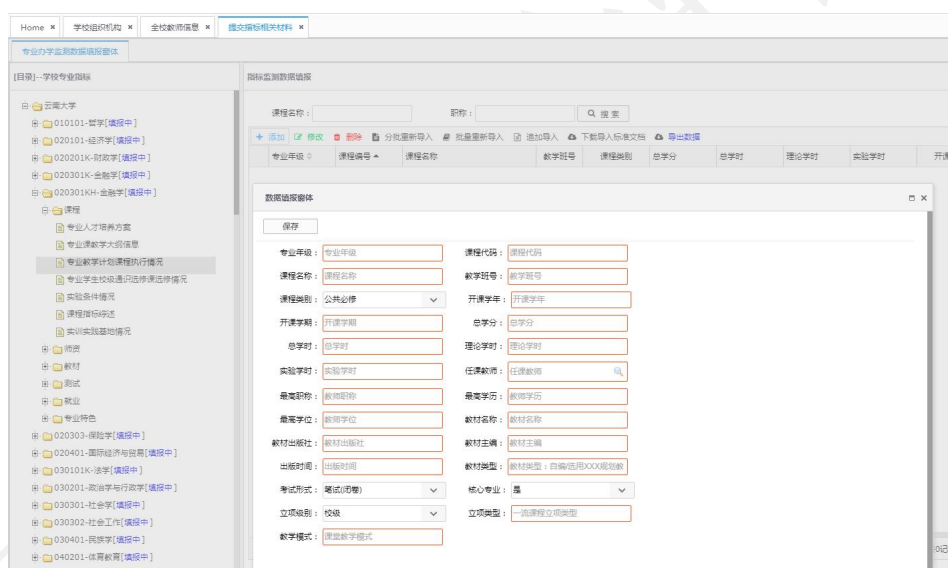 Home × 学校组织机构 × 全校教师信息 × 提交指标相关材料 ×
专业办学监测数据填报窗体
[目录]--学校专业指标
指标监测数据填报
云南大学
010101-哲学[填报中]
020101-经济学[填报中]
020201K-财政学[填报中]
020301K-金融学[填报中]
020301KH-金融学[填报中]
课程
专业人才培养方案
专业课教学大纲信息
专业教学计划课程执行情况
专业学生校级通识选修课选修情况
实验条件情况
课程指标综述
实训实践基地情况
师资
教材
测试
就业
专业特色
020303-保险学[填报中]
020401-国际经济与贸易[填报中]
030101K-法学[填报中]
030201-政治学与行政学[填报中]
030301-社会学[填报中]
030302-社会工作[填报中]
030401-民族学[填报中]
040201-体育教育[填报中]
课程名称: 职称: 搜索
添加 修改 删除 分批重新导入 批量重新导入 追加导入 下载导入标准文档 导出数据
专业年级 课程编号 课程名称 教学班号 课程类别 总学分 总学时 理论学时 实验学时 开课
数据填报窗体
保存
专业年级: 专业年级 课程代码: 课程代码
课程名称: 课程名称 教学班号: 教学班号
课程类别: 公共必修 开课学年: 开课学年
开课学期: 开课学期 总学分: 总学分
总学时: 总学时 理论学时: 理论学时
实验学时: 实验学时 任课教师: 任课教师
最高职称: 教师职称 最高学历: 教师学历
最高学位: 教师学位 教材名称: 教材名称
教材出版社: 教材出版社 教材主编: 教材主编
出版时间: 出版时间 教材类型: 教材类型:自编/选用XXX规划教
考试形式: 笔试(闭卷) 核心专业: 是
立项级别: 校级 立项类型: 一流课程立项类型
教学模式: 课堂教学模式